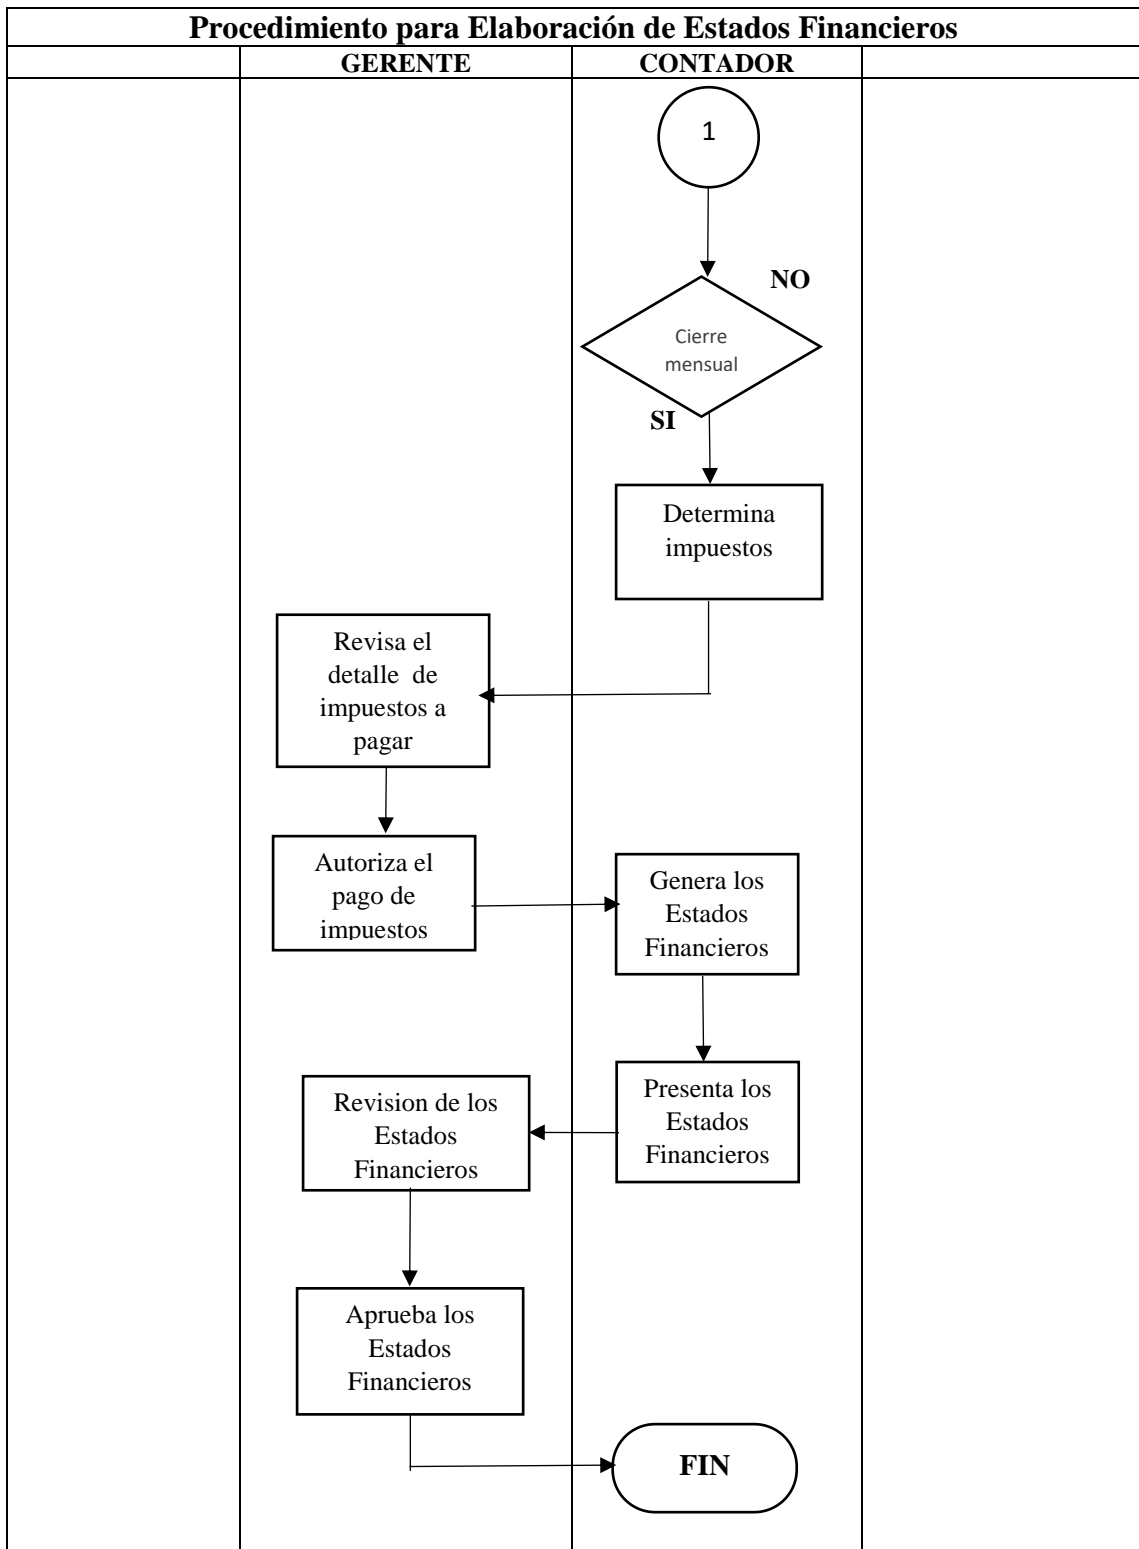 Procedimiento para Elaboración de Estados Financieros
GERENTE
CONTADOR
1
NO
Cierre
mensual
SI
Determina
impuestos
Revisa el
detalle de
impuestos a
pagar
Autoriza el
pago de
impuestos
Genera los
Estados
Financieros
Presenta los
Estados
Financieros
Revision de los
Estados
Financieros
Aprueba los
Estados
Financieros
FIN